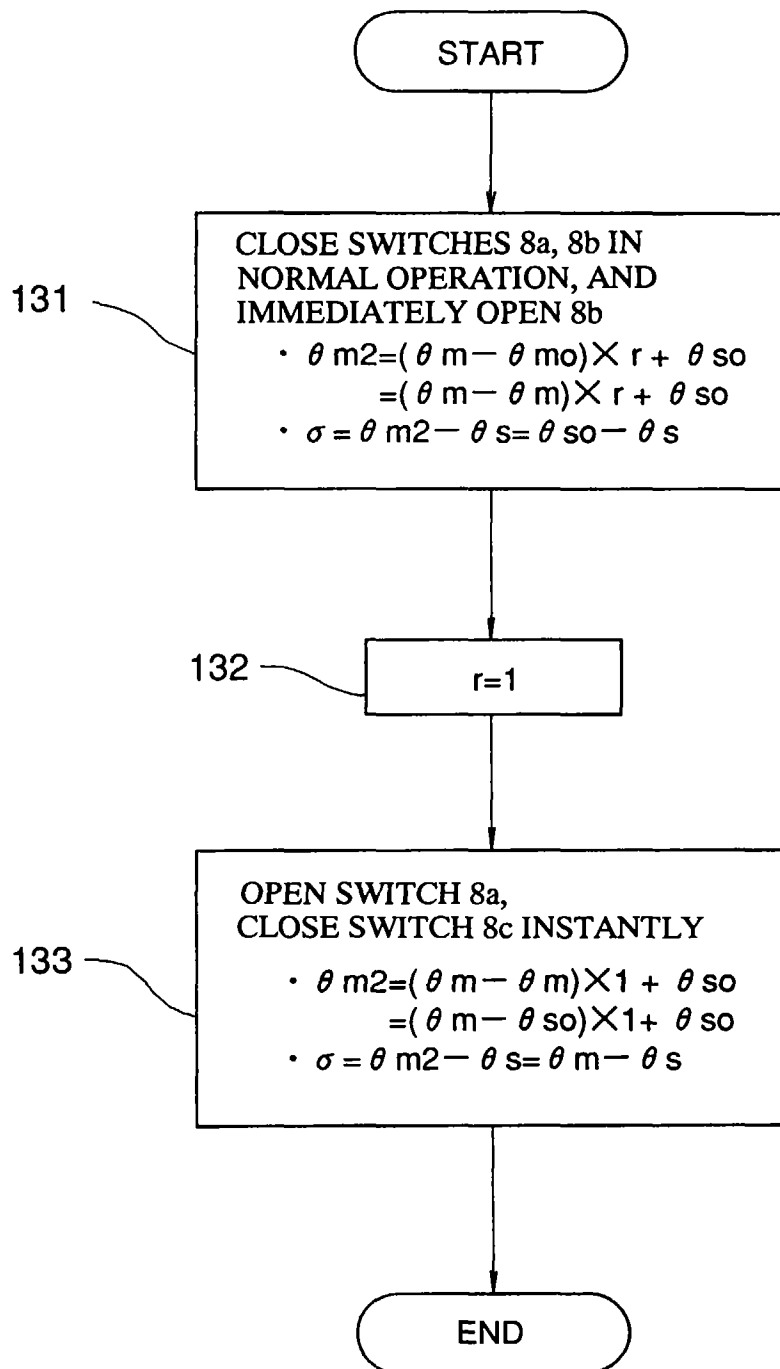 START
131
CLOSE SWITCHES 8a, 8b IN
NORMAL OPERATION, AND
IMMEDIATELY OPEN 8b
・ θ m2=( θ m− θ mo)× r + θ so
=( θ m− θ m)× r + θ so
・ σ = θ m2− θ s= θ so− θ s
132
r=1
133
OPEN SWITCH 8a,
CLOSE SWITCH 8c INSTANTLY
・ θ m2=( θ m− θ m)×1 + θ so
=( θ m− θ so)×1+ θ so
・ σ = θ m2− θ s= θ m− θ s
END